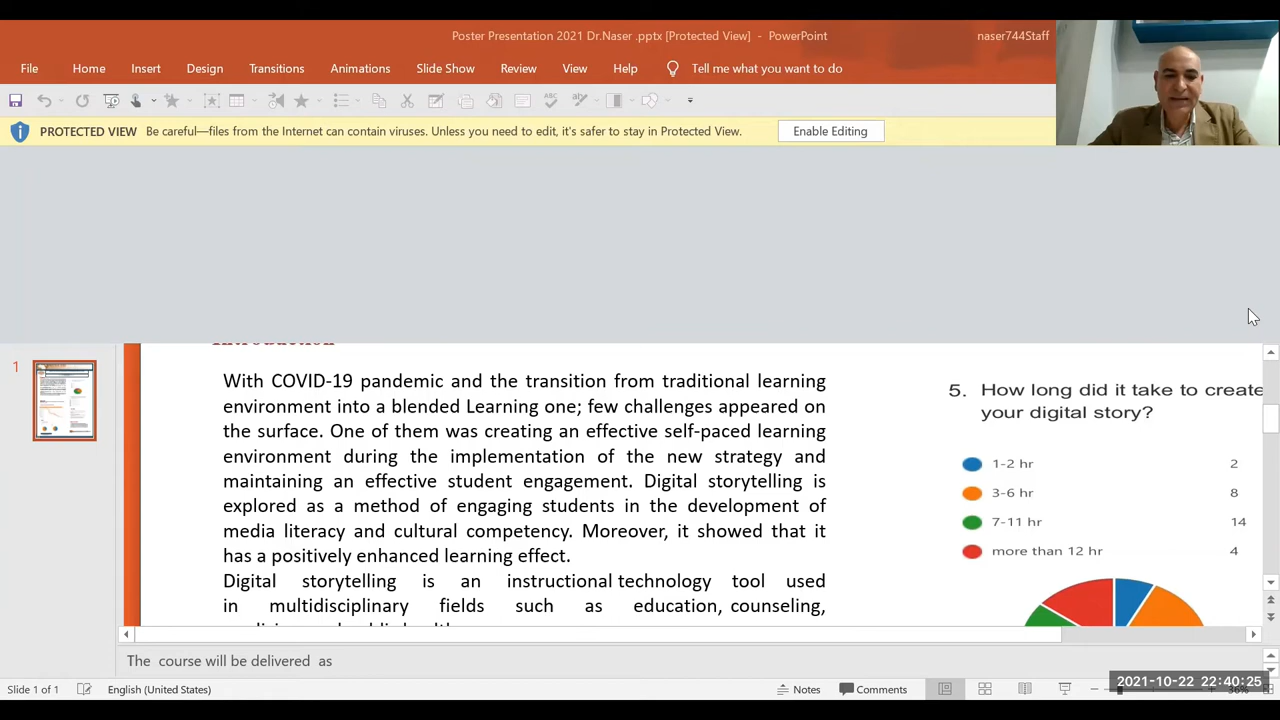 Poster Presentation 2021 Dr.Naser .pptx [Protected View] - PowerPoint
naser744Staff
File Home Insert Design Transitions Animations Slide Show Review View Help Tell me what you want to do
PROTECTED VIEW Be careful—files from the Internet can contain viruses. Unless you need to edit, it's safer to stay in Protected View. Enable Editing
1
Introduction
With COVID-19 pandemic and the transition from traditional learning
environment into a blended Learning one; few challenges appeared on
the surface. One of them was creating an effective self-paced learning
environment during the implementation of the new strategy and
maintaining an effective student engagement. Digital storytelling is
explored as a method of engaging students in the development of
media literacy and cultural competency. Moreover, it showed that it
has a positively enhanced learning effect.
Digital storytelling is an instructional technology tool used
in multidisciplinary fields such as education, counseling,
5. How long did it take to create
your digital story?
1-2 hr 2
3-6 hr 8
7-11 hr 14
more than 12 hr 4
The course will be delivered as
Slide 1 of 1 English (United States) Notes Comments 36%
2021-10-22 22:40:25